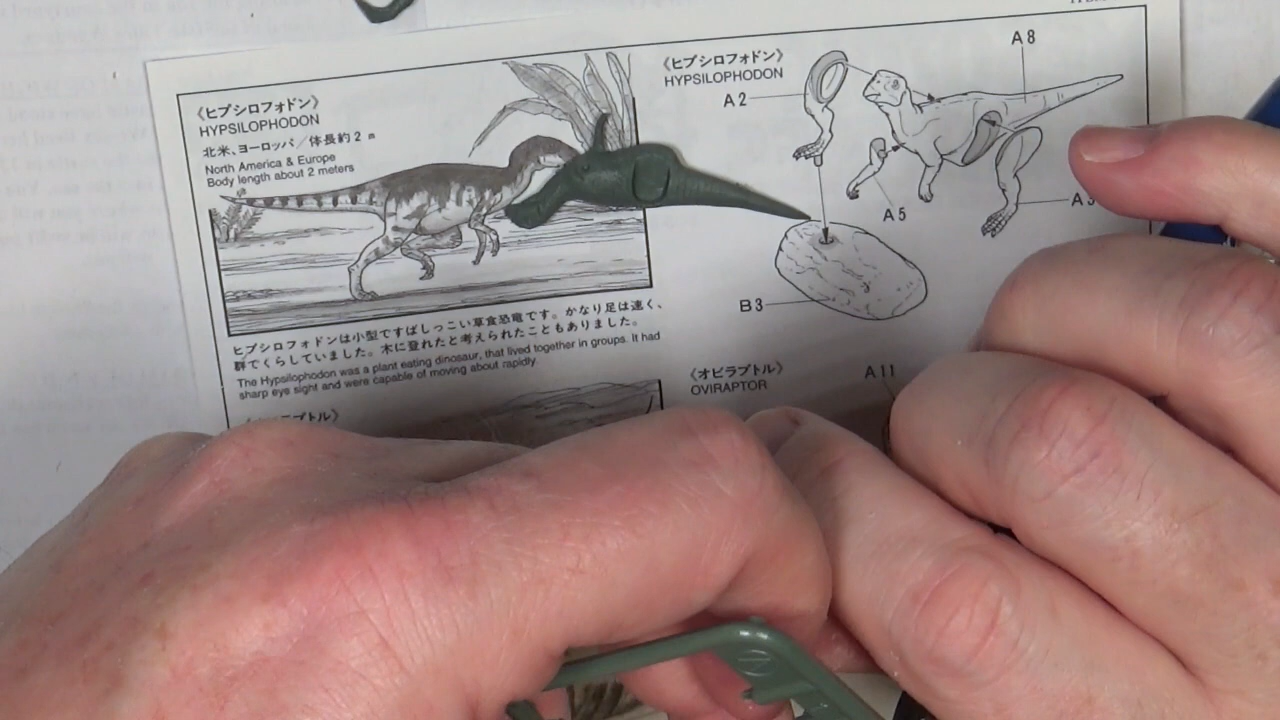 《ヒプシロフォドン》
HYPSILOPHODON
北米、ヨーロッパ／体長約2 m
North America & Europe
Body length about 2 meters
ヒプシロフォドンは小型ですばしっこい草食恐竜です。かなり足は速く、
群でくらしていました。木に登れたと考えられたこともありました。
The Hypsilophodon was a plant eating dinosaur, that lived together in groups. It had
sharp eye sight and were capable of moving about rapidly.
プトル》
《ヒプシロフォドン》
HYPSILOPHODON
A2
A8
A5
B3
《オビラプトル》
OVIRAPTOR
A11